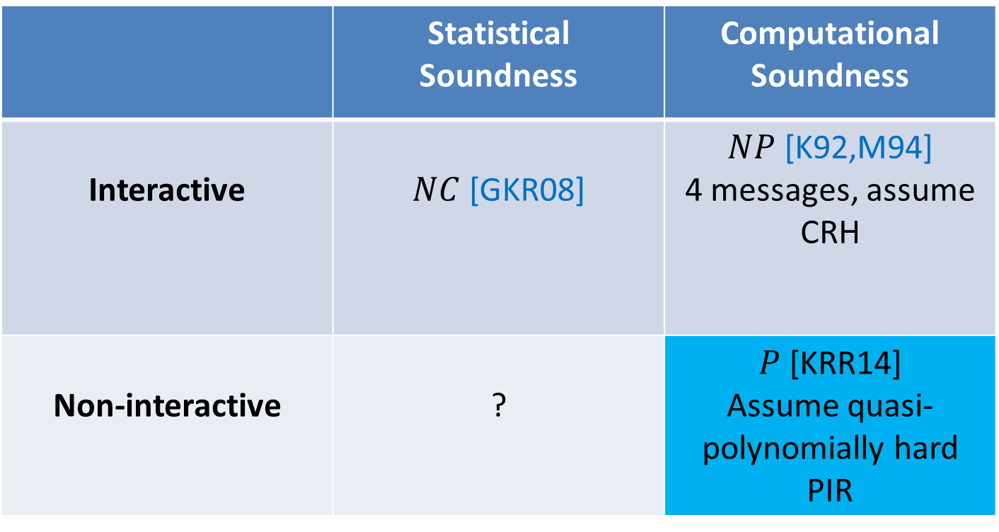 Statistical
Soundness
Computational
Soundness
Interactive
NC [GKR08]
NP [K92,M94]
4 messages, assume
CRH
Non-interactive
?
P [KRR14]
Assume quasi-
polynomially hard
PIR